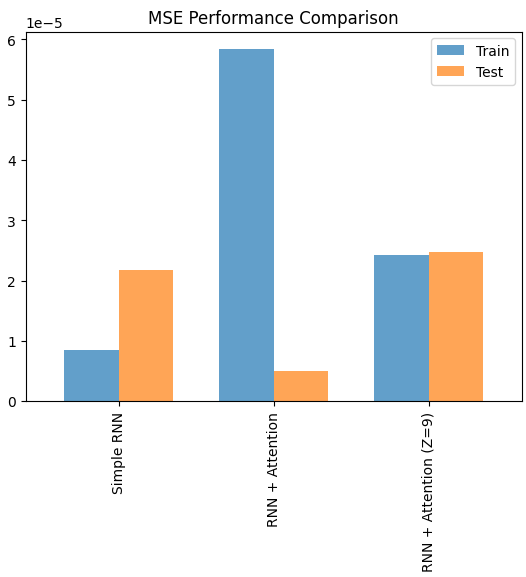 MSE Performance Comparison
1e−5
Train
Test
6
5
4
3
2
1
0
Simple RNN
RNN + Attention
RNN + Attention (Z=9)